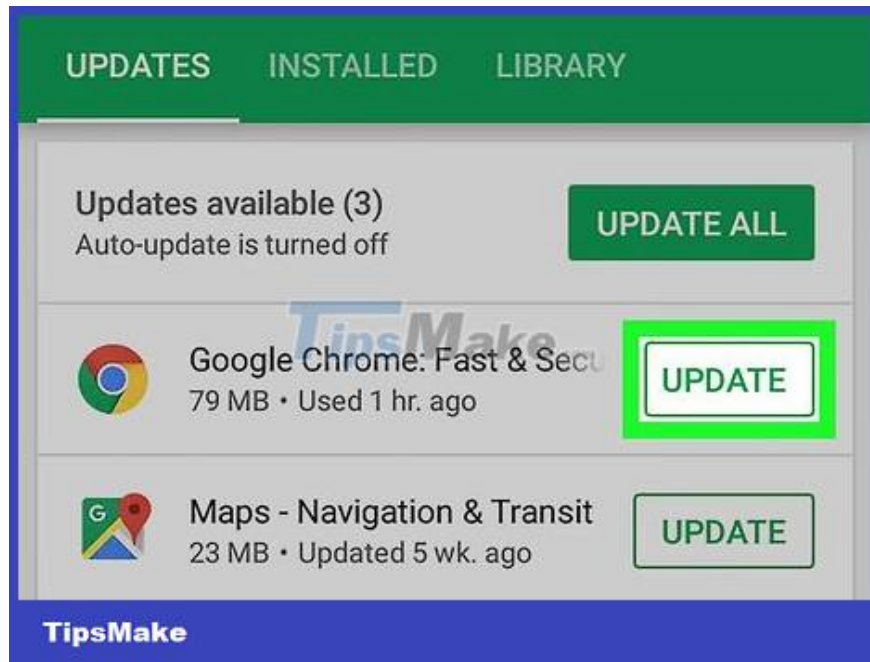 UPDATES INSTALLED LIBRARY
Updates available (3)
Auto-update is turned off
UPDATE ALL
TipsMake
Google Chrome: Fast & Secu
79 MB • Used 1 hr. ago
UPDATE
Maps - Navigation & Transit
23 MB • Updated 5 wk. ago
UPDATE
G
TipsMake